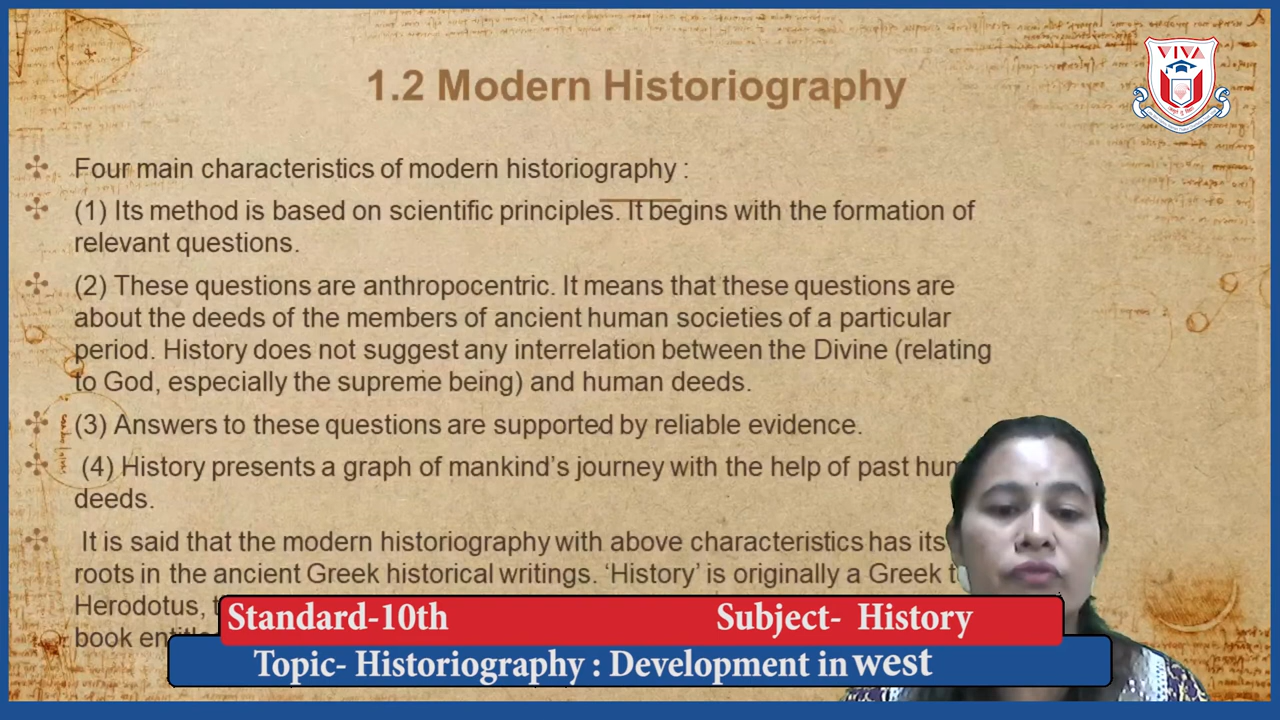 VIVA
1.2 Modern Historiography
Four main characteristics of modern historiography :
(1) Its method is based on scientific principles. It begins with the formation of
relevant questions.
(2) These questions are anthropocentric. It means that these questions are
about the deeds of the members of ancient human societies of a particular
period. History does not suggest any interrelation between the Divine (relating
to God, especially the supreme being) and human deeds.
(3) Answers to these questions are supported by reliable evidence.
(4) History presents a graph of mankind's journey with the help of past
deeds.
It is said that the modern historiography with above characteristics has its
roots in the ancient Greek historical writings. 'History' is originally a Greek
Herodotus,
book
Standard-10th Subject- History
Topic- Historiography : Development in west